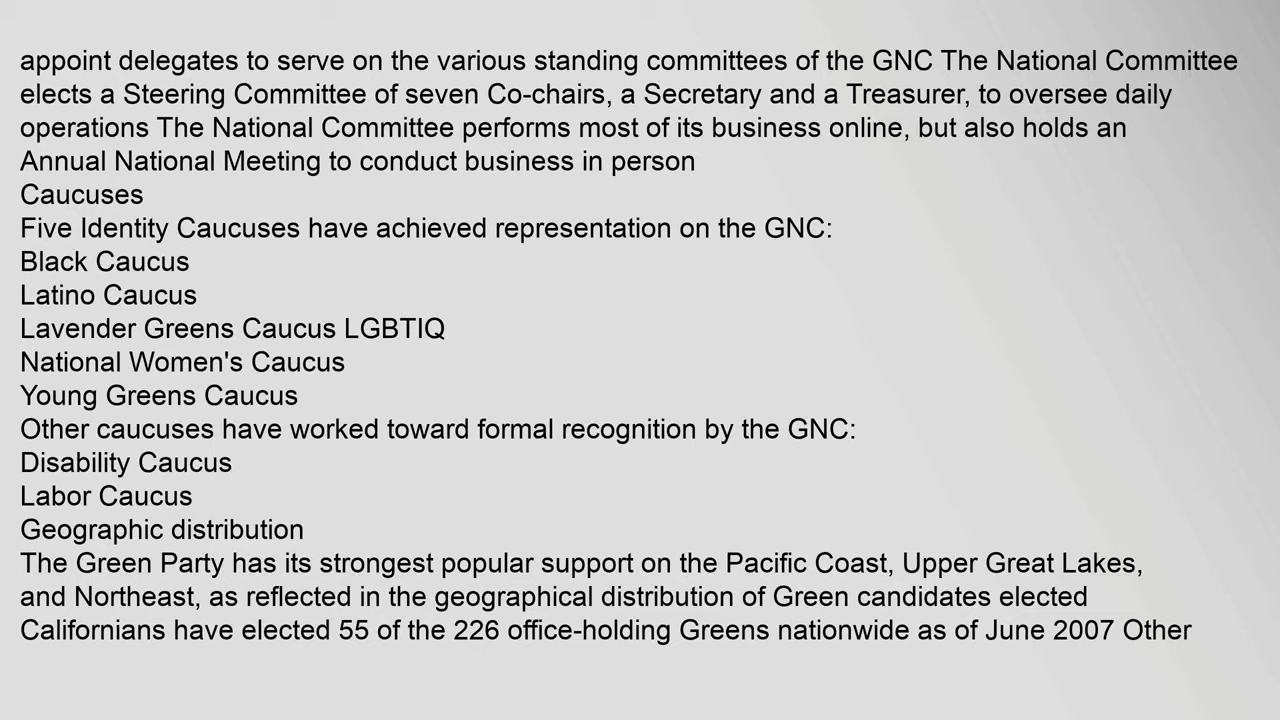 appoint delegates to serve on the various standing committees of the GNC The National Committee
elects a Steering Committee of seven Co-chairs, a Secretary and a Treasurer, to oversee daily
operations The National Committee performs most of its business online, but also holds an
Annual National Meeting to conduct business in person
Caucuses
Five Identity Caucuses have achieved representation on the GNC:
Black Caucus
Latino Caucus
Lavender Greens Caucus LGBTIQ
National Women's Caucus
Young Greens Caucus
Other caucuses have worked toward formal recognition by the GNC:
Disability Caucus
Labor Caucus
Geographic distribution
The Green Party has its strongest popular support on the Pacific Coast, Upper Great Lakes,
and Northeast, as reflected in the geographical distribution of Green candidates elected
Californians have elected 55 of the 226 office-holding Greens nationwide as of June 2007 Other